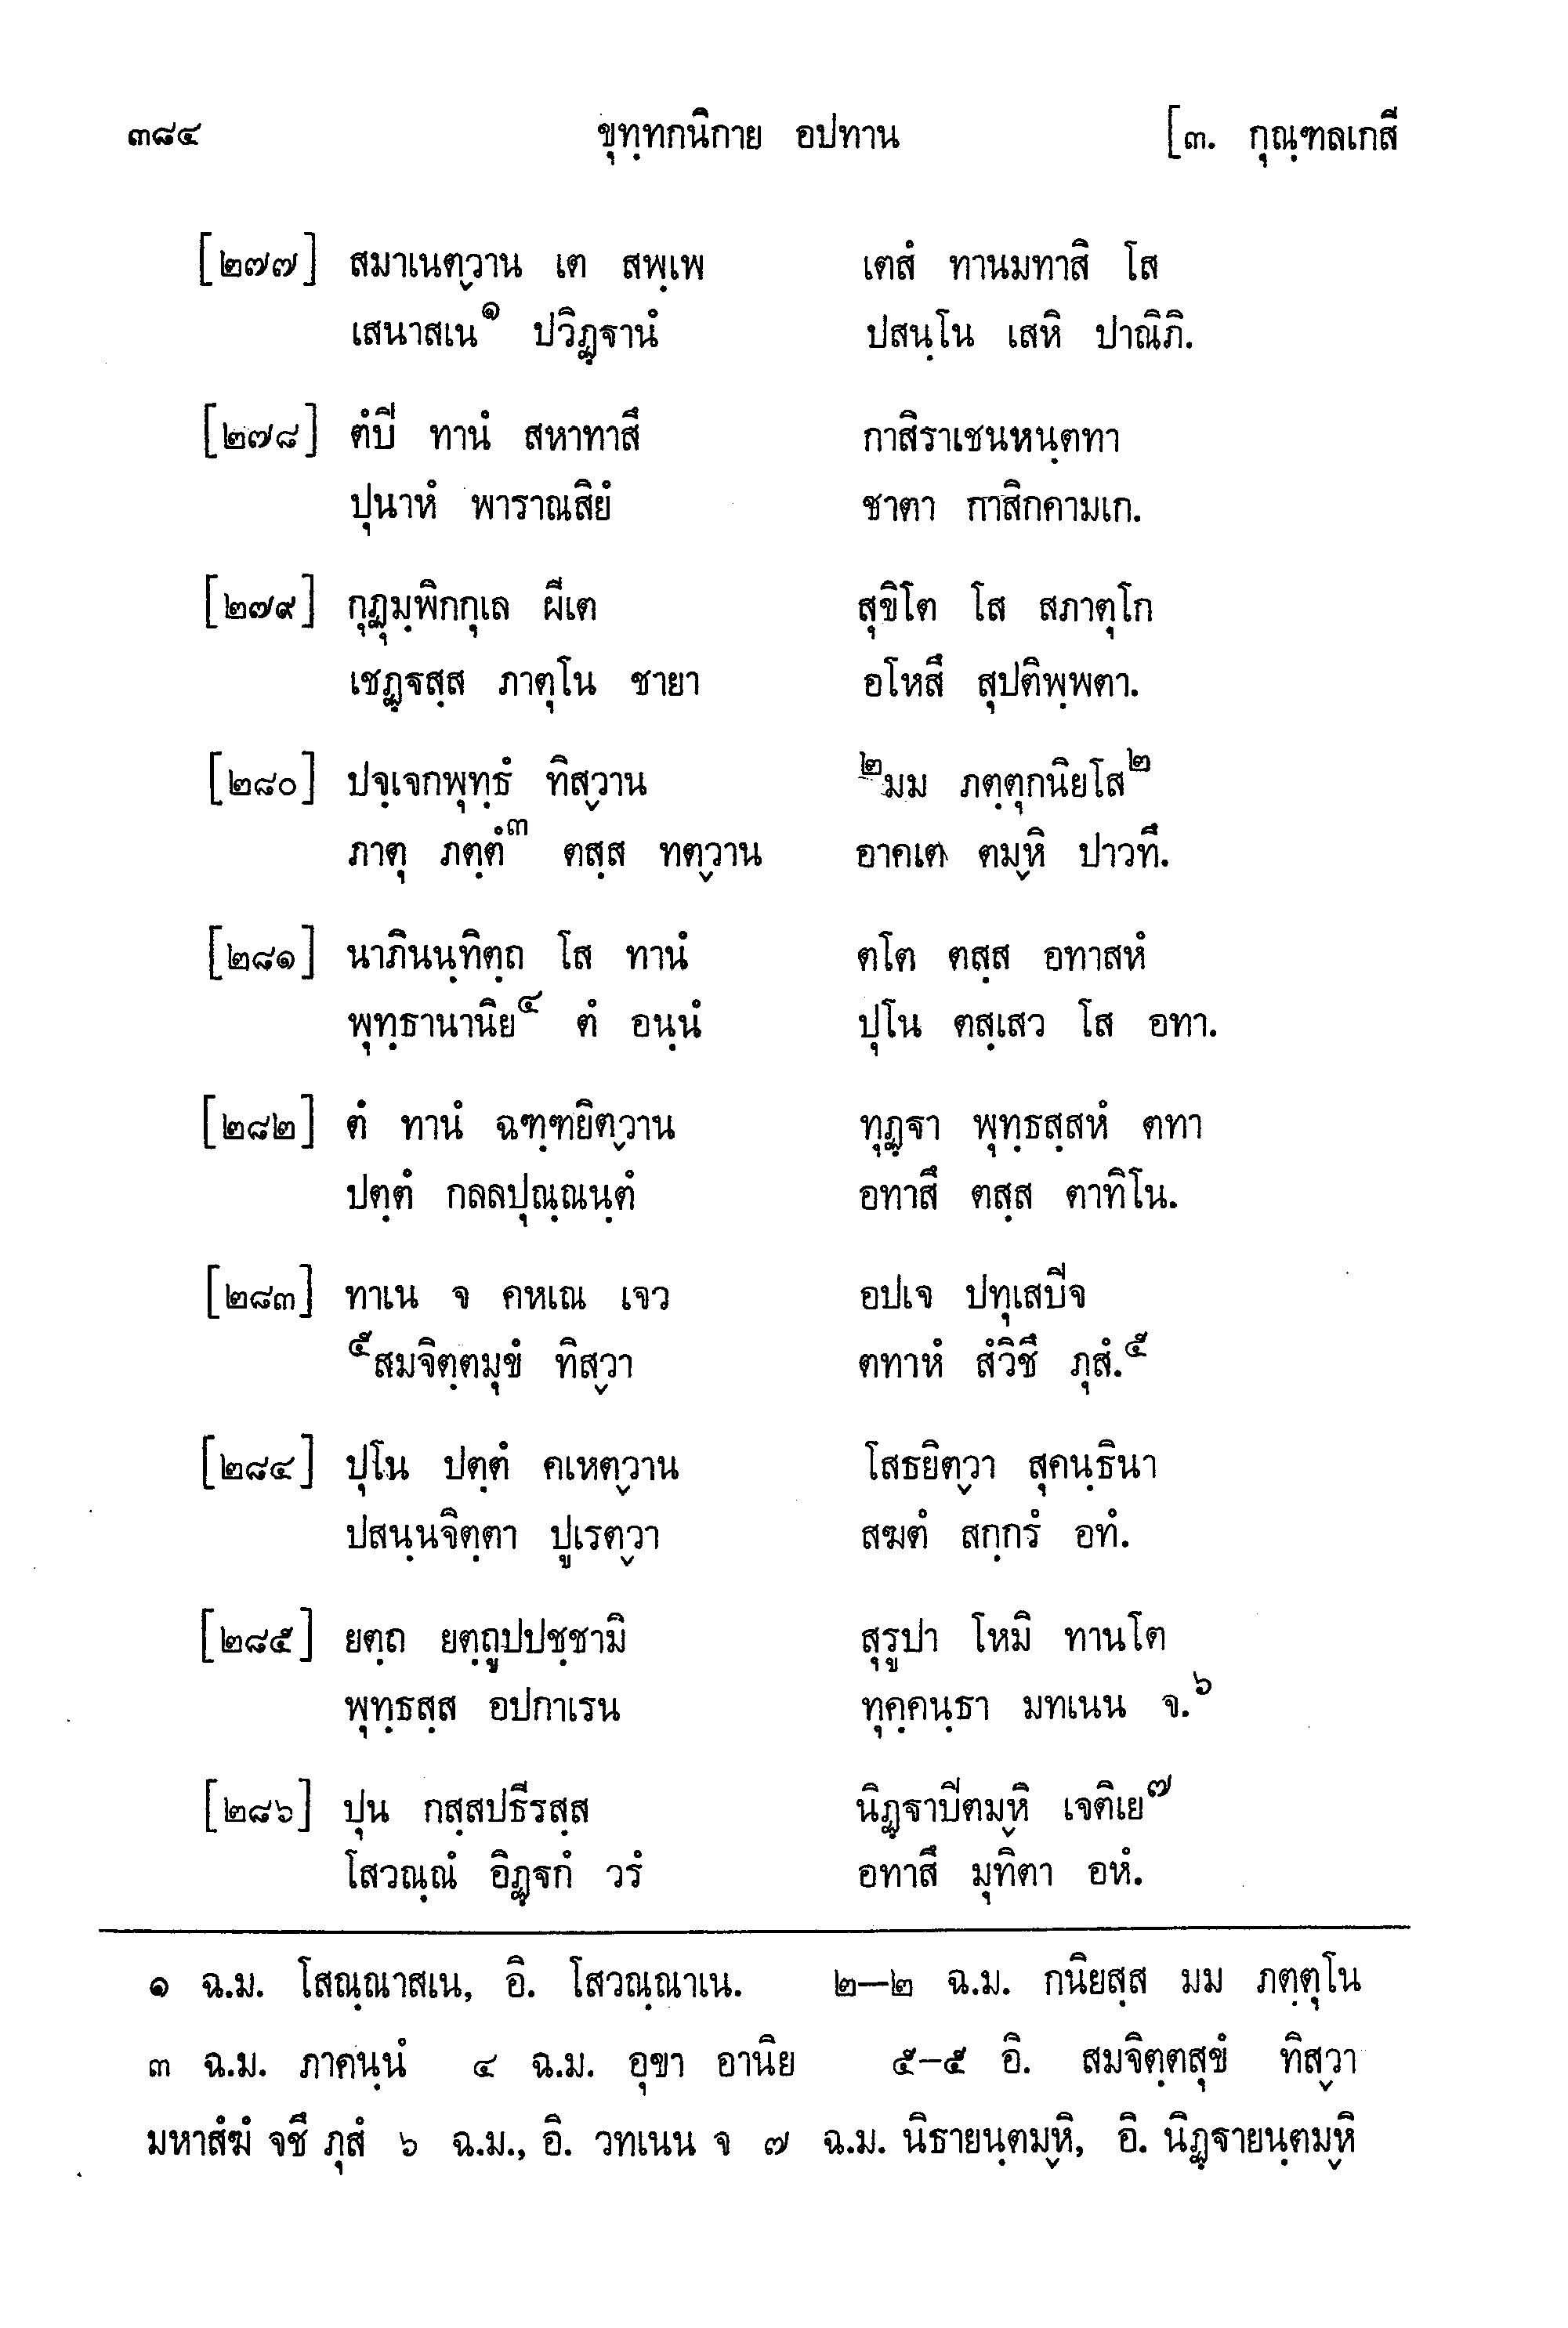 ๓๘๔ ขุทฺทกนิกาย อปทาน [๓. กุณฺฑลเกสี
[๒๗๗] สมาเนตฺวาน เต สพฺเพ เตสํ ทานมทาสิ โส
เสนาสเน๑ ปวิฏฺฐานํ ปสนฺโน เสหิ ปาณิภิ.
[๒๗๘] ตํปิ ทานํ สหาทาสึ กาสิราเชนหนฺตทา
ปุนาหํ พาราณสิยํ ชาตา กาสิกคามเก.
[๒๗๙] กุฏุมฺพิกกุเล ผีเต สุขิโต โส สภาตุโก
เชฏฺฐสฺส ภาตุโน ชายา อโหสึ สุปติพฺพตา.
[๒๘๐] ปจฺเจกพุทฺธํ ทิสฺวาน ๒มม ภตฺตุกนิยโส๒
ภาตุ ภตฺตํ๓ ตสฺส ทตฺวาน อาคเต ตมฺหิ ปาวทึ.
[๒๘๑] นาภินนฺทิตฺถ โส ทานํ ตโต ตสฺส อทาสหํ
พุทฺธานานิย๔ ตํ อนฺนํ ปุโน ตสฺเสว โส อทา.
[๒๘๒] ตํ ทานํ ฉฑฺฑยิตฺวาน ทุฏฺฐา พุทฺธสฺสหํ ตทา
ปตฺตํ กลลปุณฺณนฺตํ อทาสึ ตสฺส ตาทิโน.
[๒๘๓] ทาเน จ คหเณ เจว อปเจ ปทุเสปิจ
๕สมจิตฺตมุขํ ทิสฺวา ตทาหํ สํวิชึ ภุสํ.๕
[๒๘๔] ปุโน ปตฺตํ คเหตฺวาน โสธยิตฺวา สุคนฺธินา
ปสนฺนจิตฺตา ปูเรตฺวา สฆตํ สกฺกรํ อทํ.
[๒๘๕] ยตฺถ ยตฺถูปปชฺชามิ สุรูปา โหมิ ทานโต
พุทฺธสฺส อปกาเรน ทุคฺคนฺธา มทเนน จ.๖
[๒๘๖] ปุน กสฺสปธีรสฺส นิฏฺฐาปิตมฺหิ เจติเย๗
โสวณฺณํ อิฏฺฐกํ วรํ อทาสึ มุทิตา อหํ.
๑ ฉ.ม. โสณฺณาสเน, อิ. โสวณฺณาเน. ๒—๒ ฉ.ม. กนิยสฺส มม ภตฺตุโน
๓ ฉ.ม. ภาคนฺนํ ๔ ฉ.ม. อุขา อานิย ๕–๕ อิ. สมจิตฺตสุขํ ทิสฺวา
มหาสํฆํ จชึ ภุสํ ๖ ฉ.ม., อิ. วทเนน จ ๗ ฉ.ม. นิธายนฺตมฺหิ, อิ. นิฏฺฐายนฺตมฺหิ